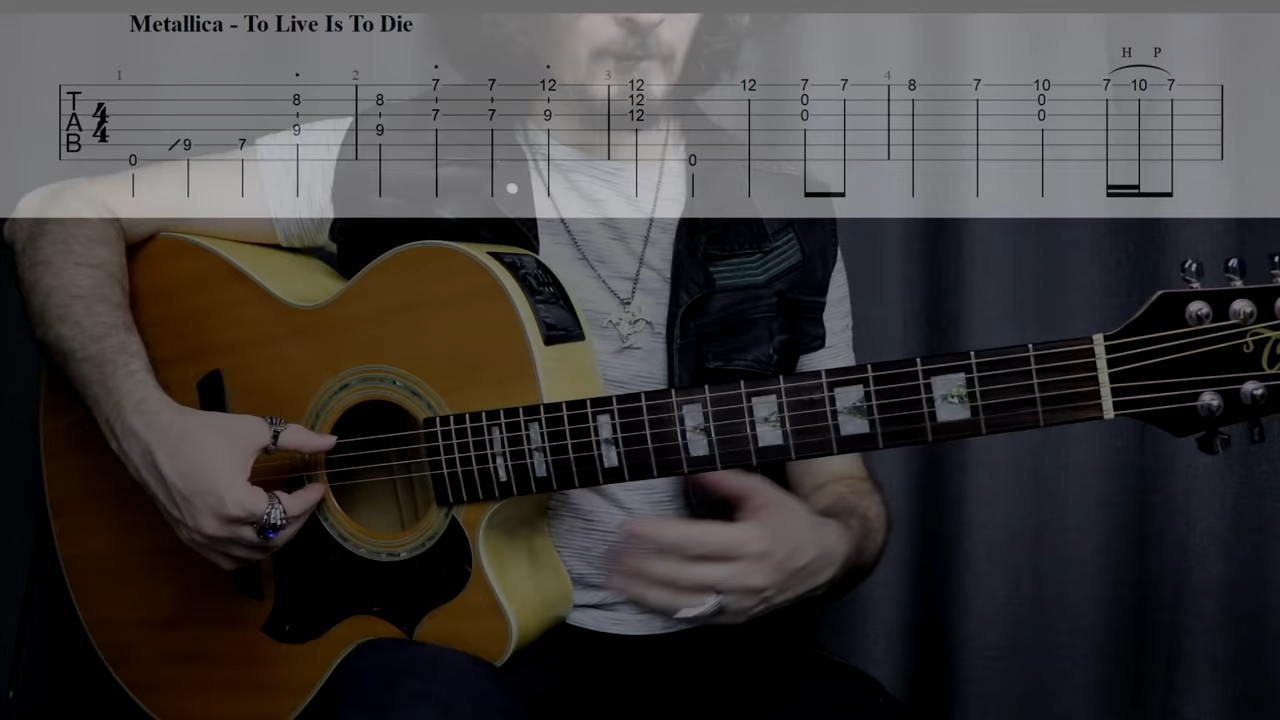 Metallica - To Live Is To Die
H P
1 2 3 4
7 7 12 12 12 7 7 8 7 10 7 10 7
8 8 12 0 0
T 4 7 7 9 12 0 0
A 4 9 9
B 9 7
0 0